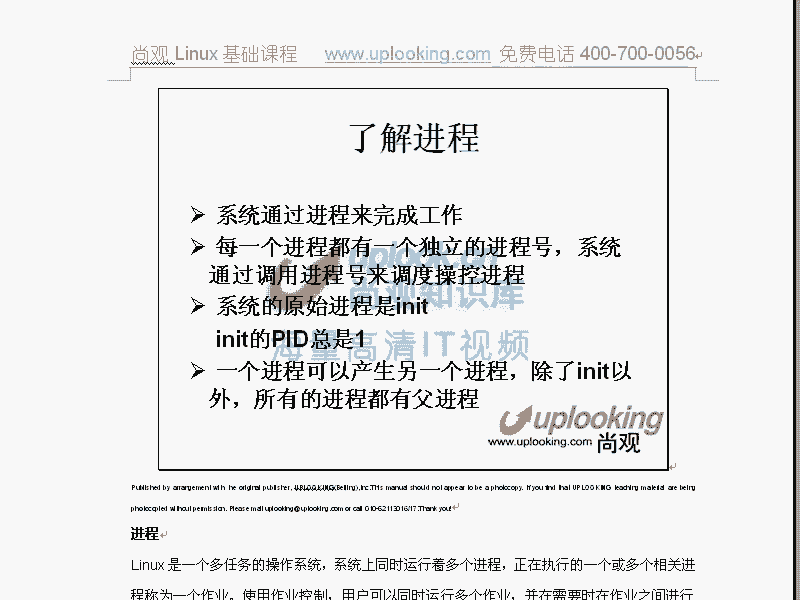 尚观 Linux 基础课程 www.uplooking.com 免费电话 400-700-0056
了解进程
➢ 系统通过进程来完成工作
➢ 每一个进程都有一个独立的进程号，系统
通过调用进程号来调度操控进程
➢ 系统的原始进程是init
init的PID总是1
➢ 一个进程可以产生另一个进程，除了init以
外，所有的进程都有父进程
uplook.cn
尚观知识库
海量高清IT视频
uplooking
www.uplooking.com 尚观
Published by arrangement with he original publisher, UPLOOKING(Beijing),Inc.This manual should not appear to be a photocopy. If you find that UPLOOKING teaching material are being
photocopied without permission. Please mail uplooking@uplooking.com or call 010-62113016/17.Thank you!
进程
Linux 是一个多任务的操作系统，系统上同时运行着多个进程，正在执行的一个或多个相关进
程称为一个作业。使用作业控制，用户可以同时运行多个作业，并在需要时在作业之间进行